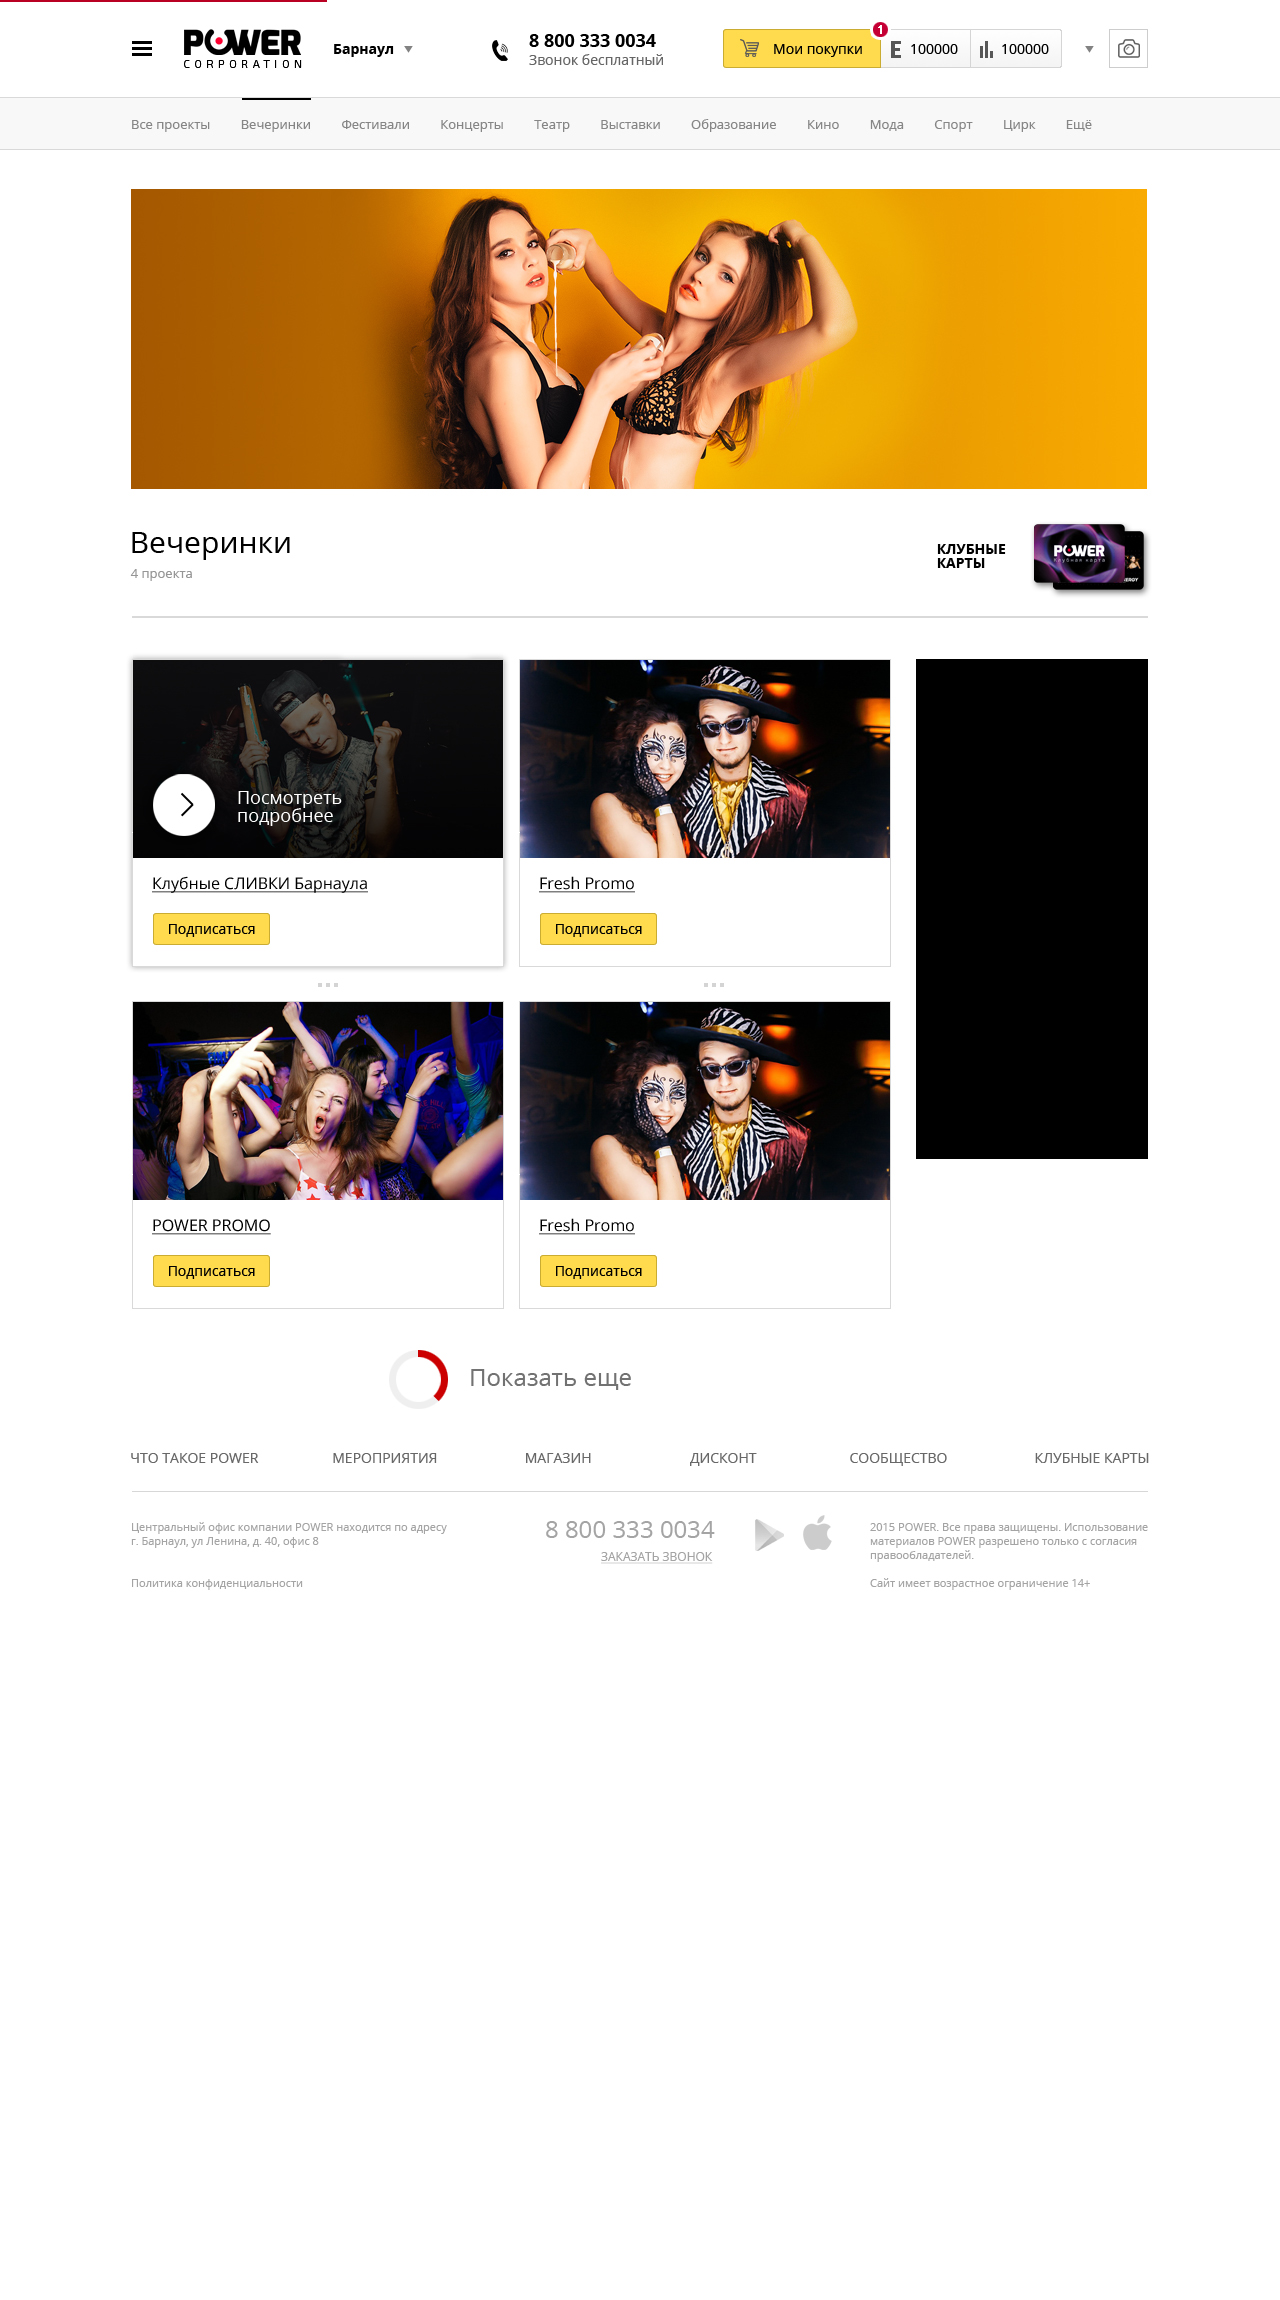 POWER
CORPORATION
Барнаул
8 800 333 0034
Звонок бесплатный
Мои покупки
1
E 100000
100000
Все проекты Вечеринки Фестивали Концерты Театр Выставки Образование Кино Мода Спорт Цирк Ещё
Вечеринки
4 проекта
КЛУБНЫЕ
КАРТЫ
POWER
Клубная карта
Посмотреть
подробнее
Клубные СЛИВКИ Барнаула
Подписаться
Fresh Promo
Подписаться
POWER PROMO
Подписаться
Fresh Promo
Подписаться
Показать еще
ЧТО ТАКОЕ POWER МЕРОПРИЯТИЯ МАГАЗИН ДИСКОНТ СООБЩЕСТВО КЛУБНЫЕ КАРТЫ
Центральный офис компании POWER находится по адресу
г. Барнаул, ул Ленина, д. 40, офис 8
Политика конфиденциальности
8 800 333 0034
ЗАКАЗАТЬ ЗВОНОК
2015 POWER. Все права защищены. Использование
материалов POWER разрешено только с согласия
правообладателей.
Сайт имеет возрастное ограничение 14+